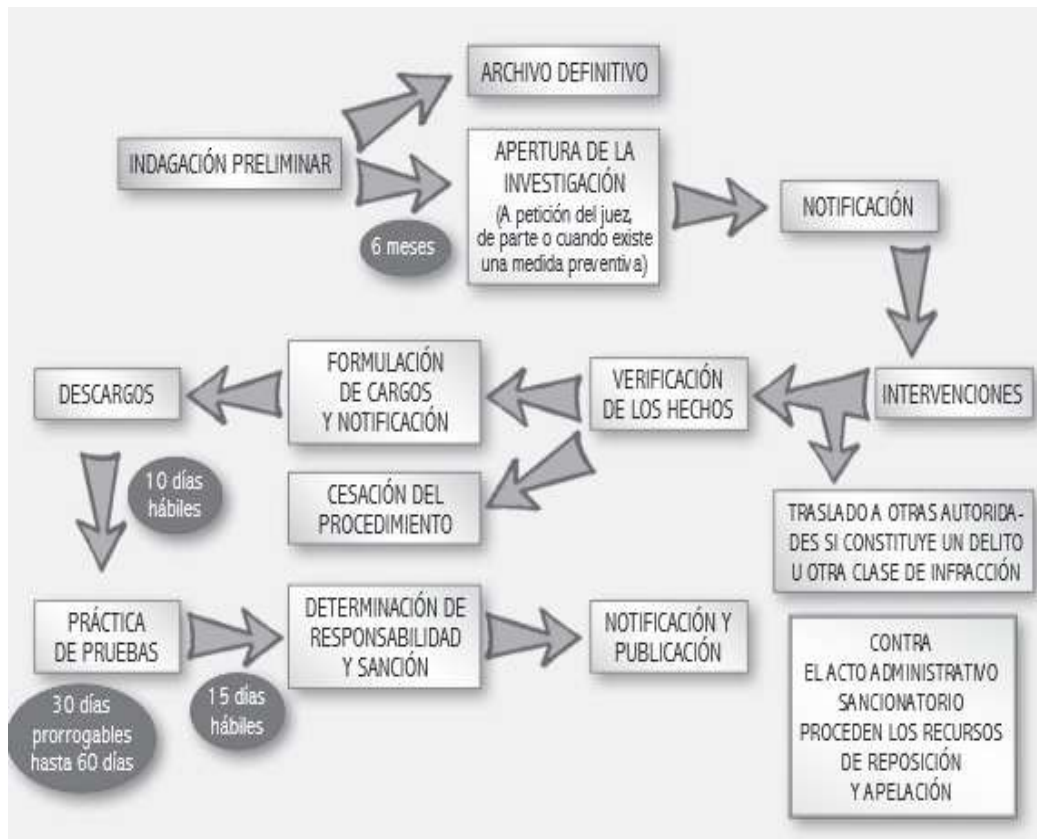 ARCHIVO DEFINITIVO
INDAGACIÓN PRELIMINAR
6 meses
APERTURA DE LA
INVESTIGACIÓN
(A petición del juez,
de parte o cuando existe
una medida preventiva)
NOTIFICACIÓN
INTERVENCIONES
TRASLADO A OTRAS AUTORIDA-
DES SI CONSTITUYE UN DELITO
U OTRA CLASE DE INFRACCIÓN
VERIFICACIÓN
DE LOS HECHOS
FORMULACIÓN
DE CARGOS
Y NOTIFICACIÓN
CESACIÓN DEL
PROCEDIMIENTO
DESCARGOS
10 días
hábiles
PRÁCTICA
DE PRUEBAS
30 días
prorrogables
hasta 60 días
15 días
hábiles
DETERMINACIÓN DE
RESPONSABILIDAD
Y SANCIÓN
NOTIFICACIÓN Y
PUBLICACIÓN
CONTRA
EL ACTO ADMINISTRATIVO
SANCIONATORIO
PROCEDEN LOS RECURSOS
DE REPOSICIÓN
Y APELACIÓN